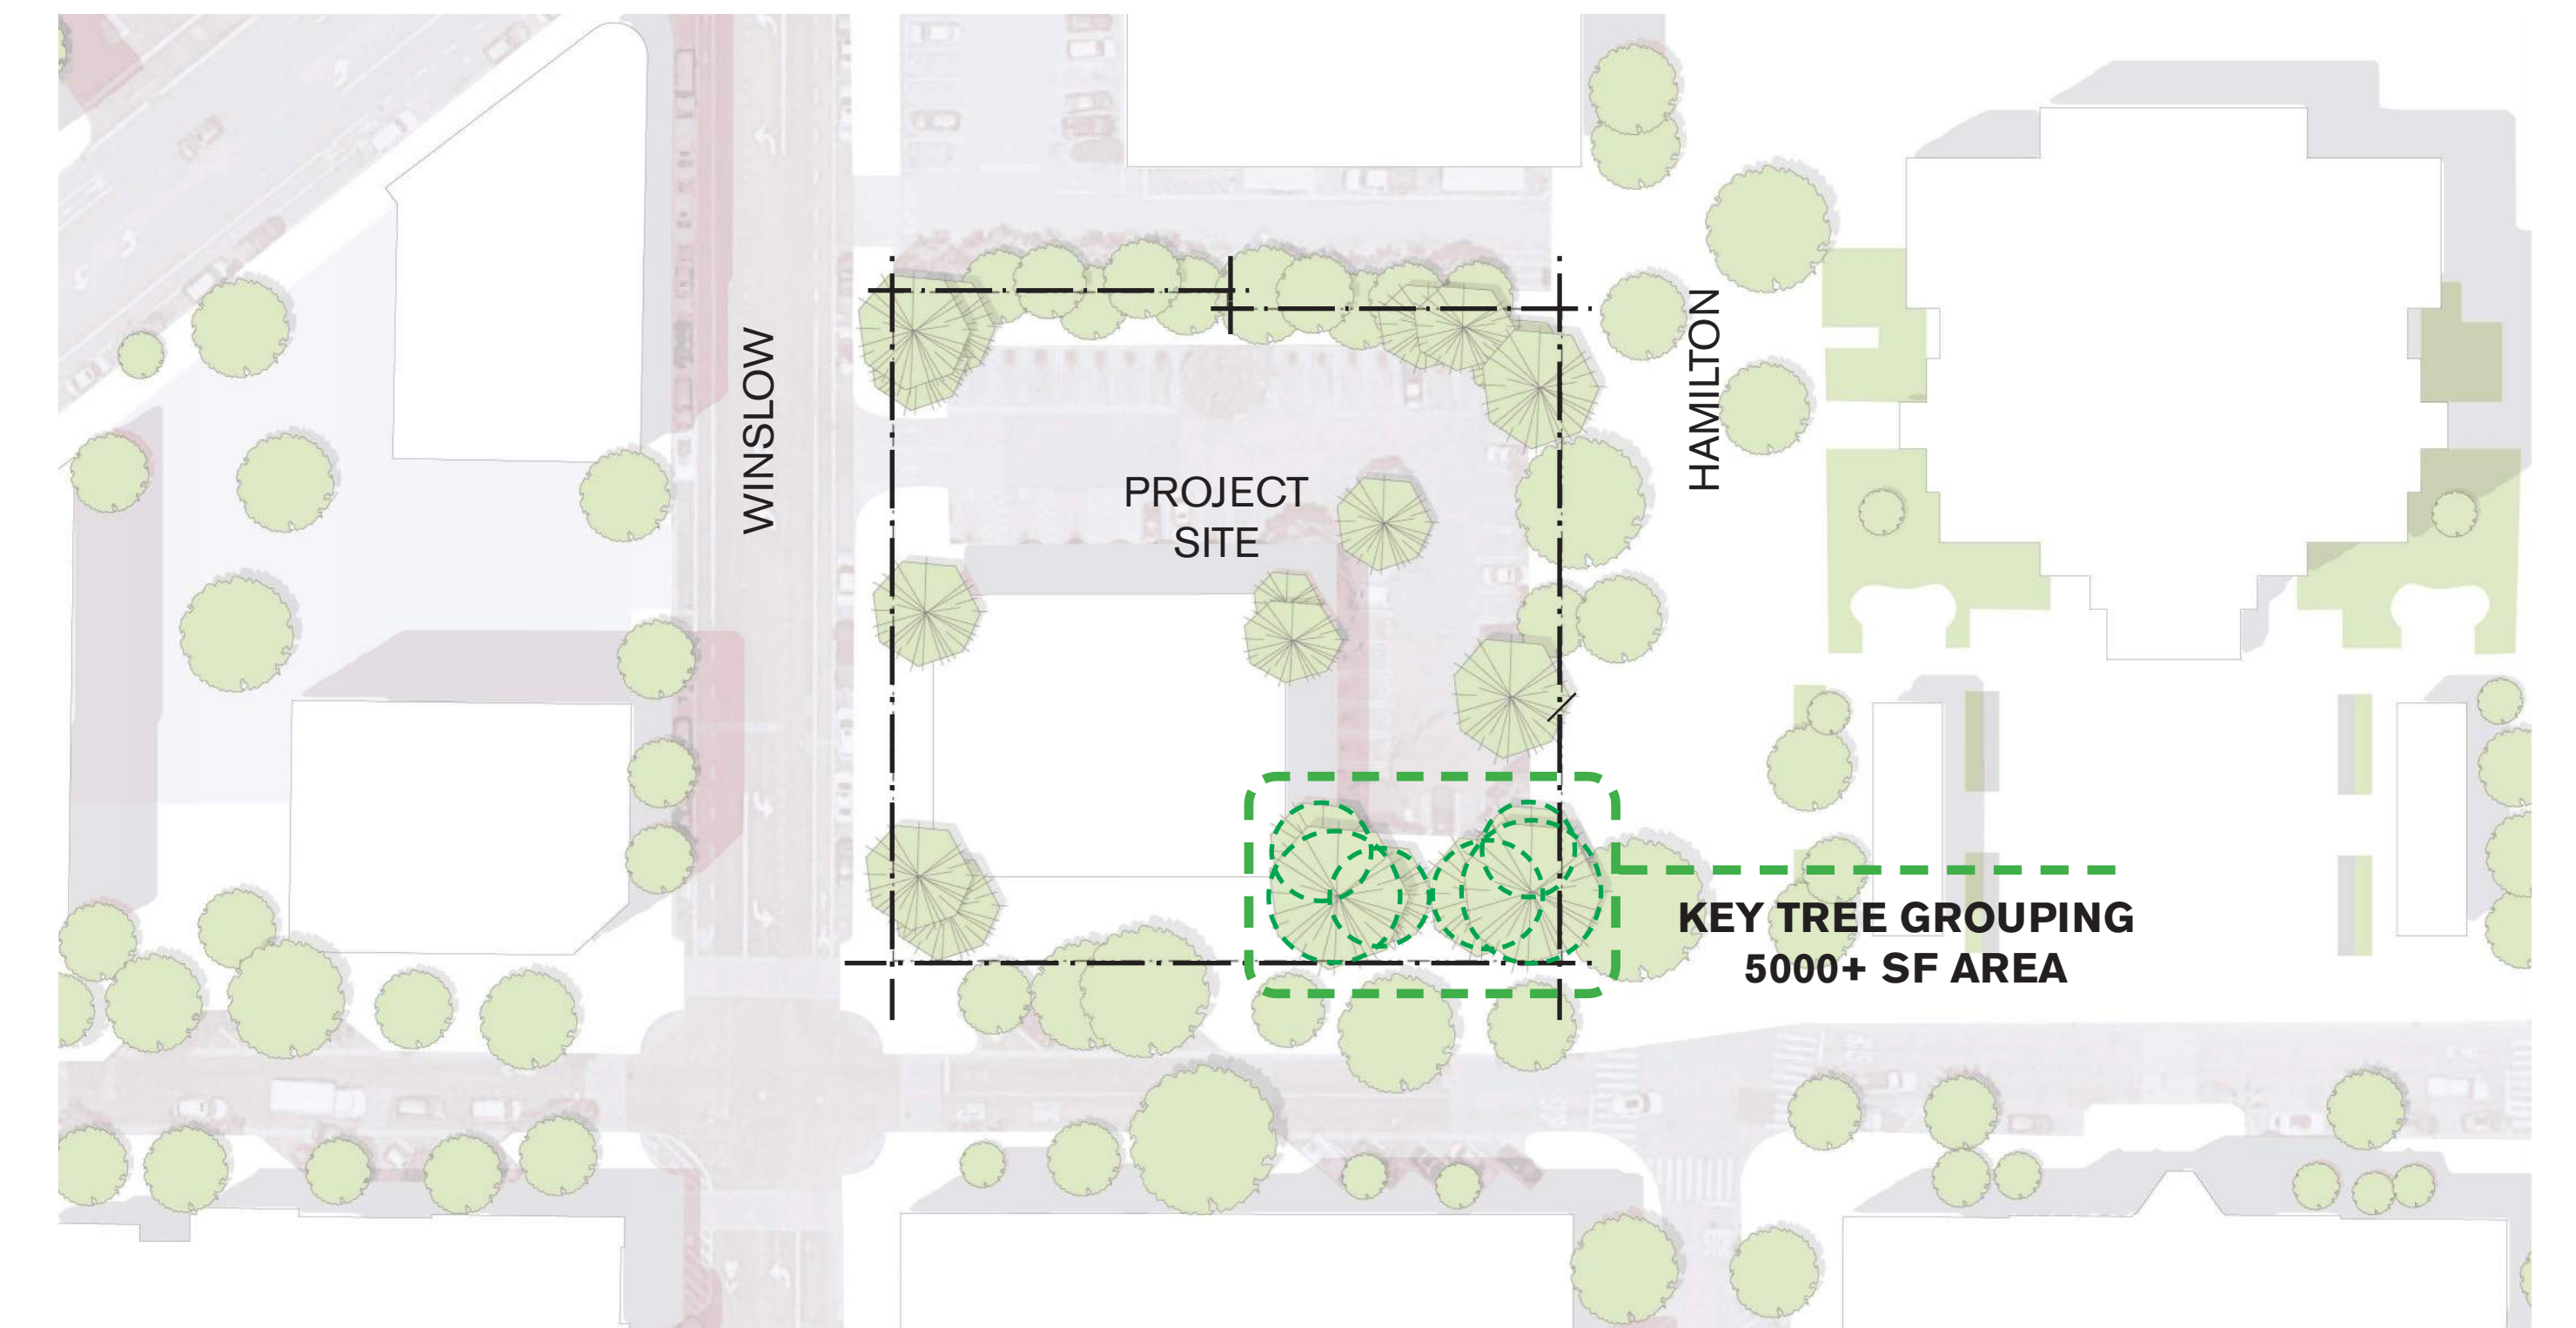 WINSLOW
HAMILTON
PROJECT
SITE
KEY TREE GROUPING
5000+ SF AREA